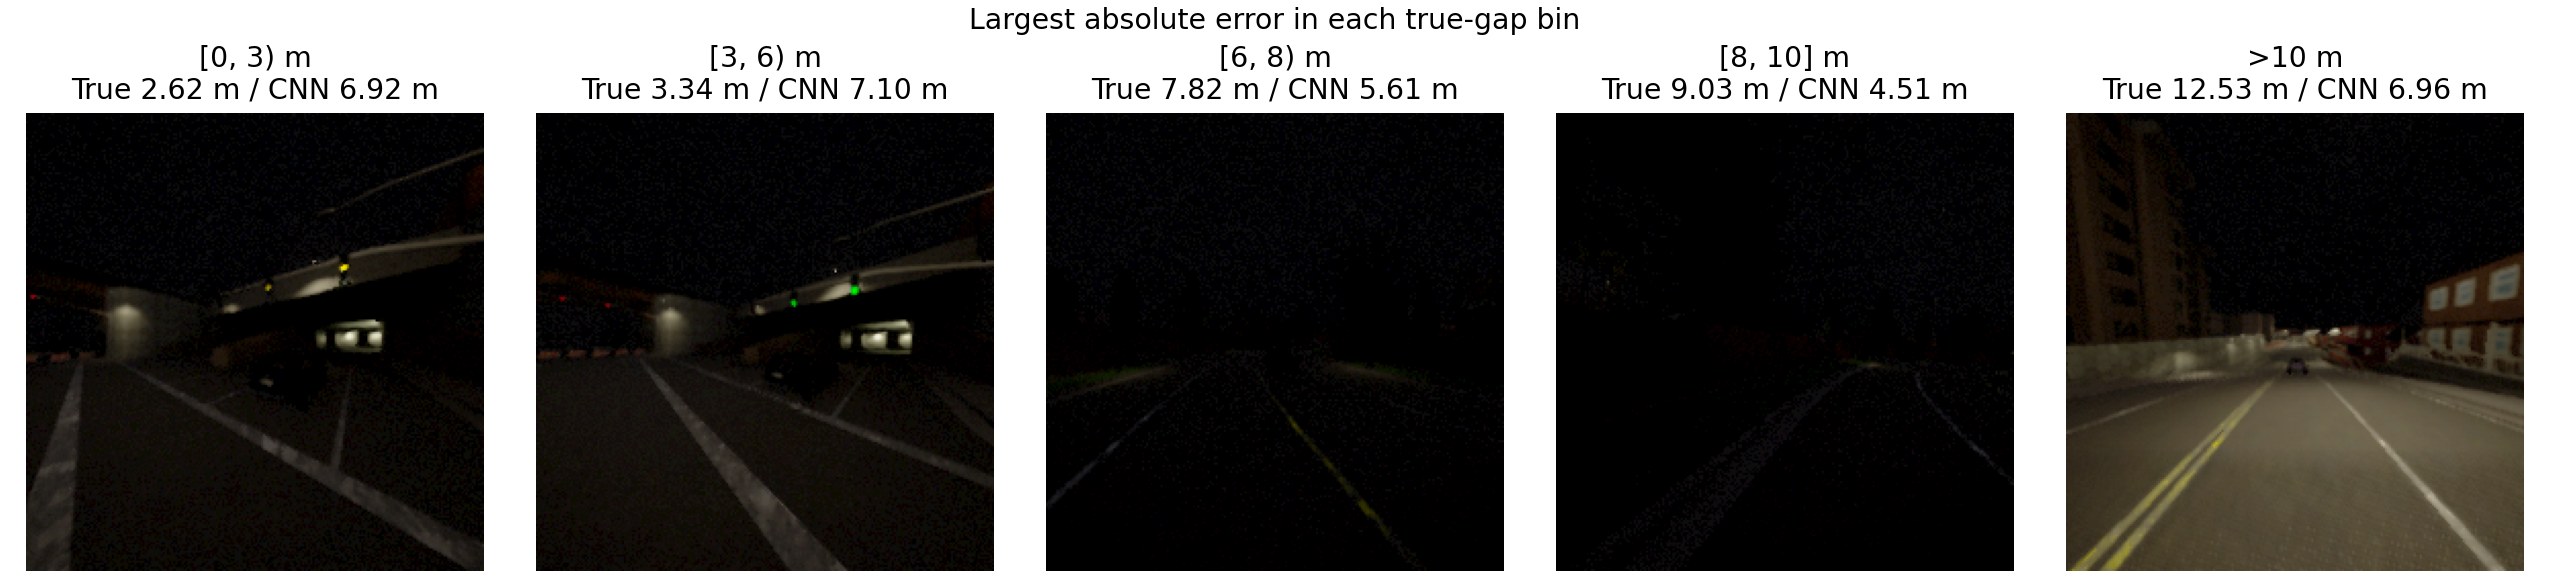 Largest absolute error in each true-gap bin
[0, 3) m
True 2.62 m / CNN 6.92 m
[3, 6) m
True 3.34 m / CNN 7.10 m
[6, 8) m
True 7.82 m / CNN 5.61 m
[8, 10] m
True 9.03 m / CNN 4.51 m
>10 m
True 12.53 m / CNN 6.96 m